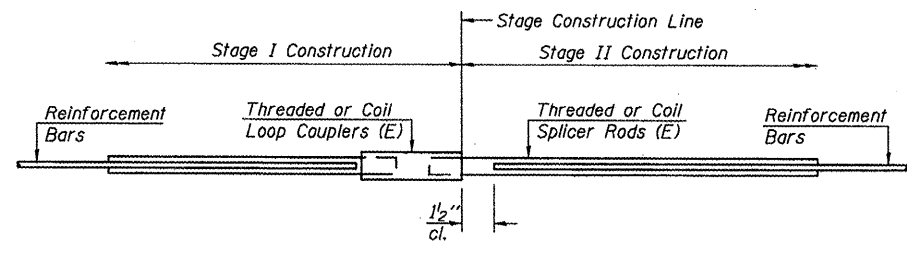 Stage Construction Line
Stage I Construction
Stage II Construction
Reinforcement
Bars
Threaded or Coil
Loop Couplers (E)
Threaded or Coil
Splicer Rods (E)
Reinforcement
Bars
1½"
cl.